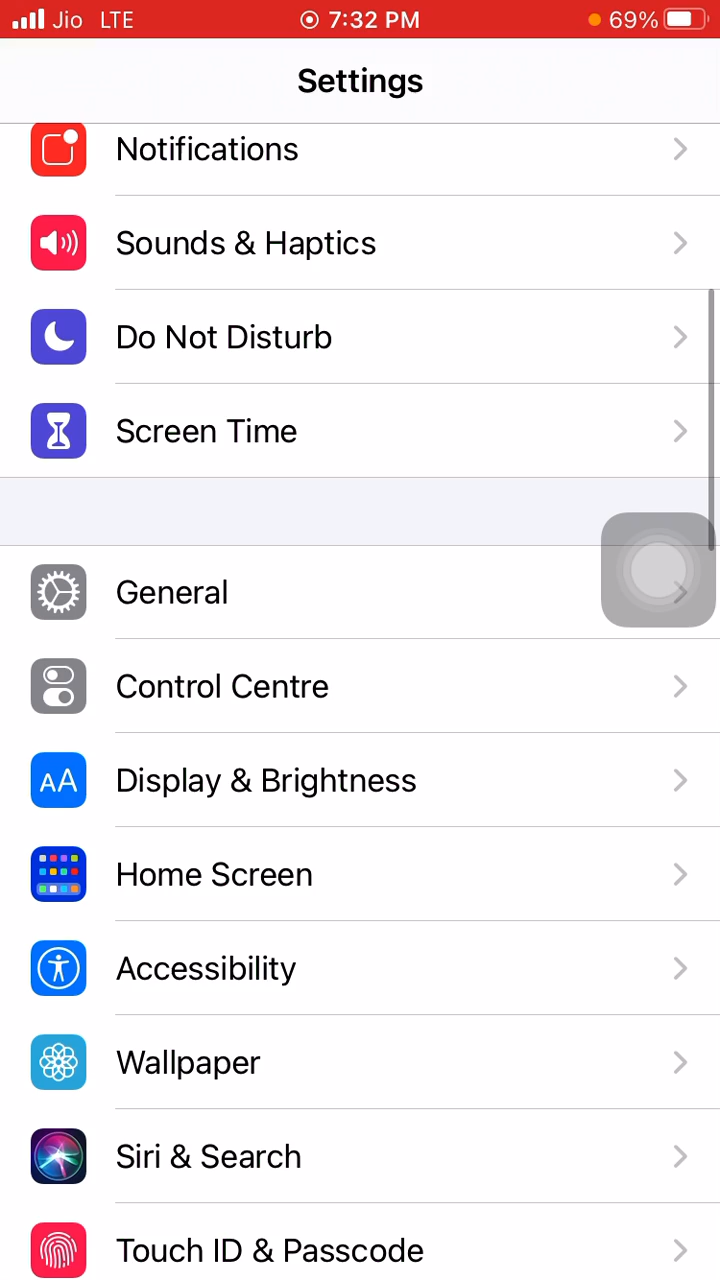 Jio LTE 7:32 PM 69%
Settings
Notifications
Sounds & Haptics
Do Not Disturb
Screen Time
General
Control Centre
AA Display & Brightness
Home Screen
Accessibility
Wallpaper
Siri & Search
Touch ID & Passcode